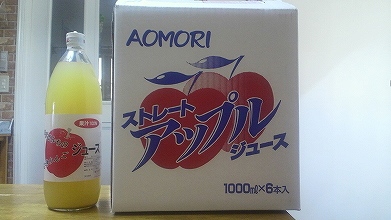 AOMORI
ストレート
アップル
ジュース
1000ml×6本入
果汁100%
ジュース